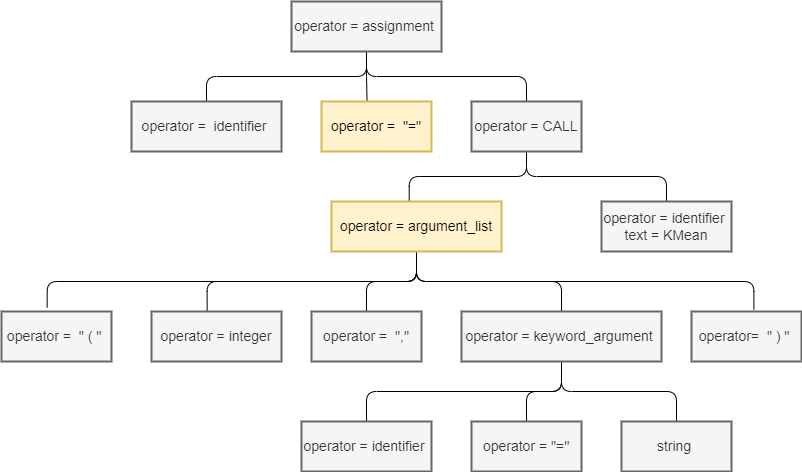 operator = assignment
operator =  identifier
operator =  "="
operator = CALL
operator = argument_list
operator = identifier
text = KMean
operator =  " ( "
operator = integer
operator =  ","
operator = keyword_argument
operator=  " ) "
operator = identifier
operator = "="
string